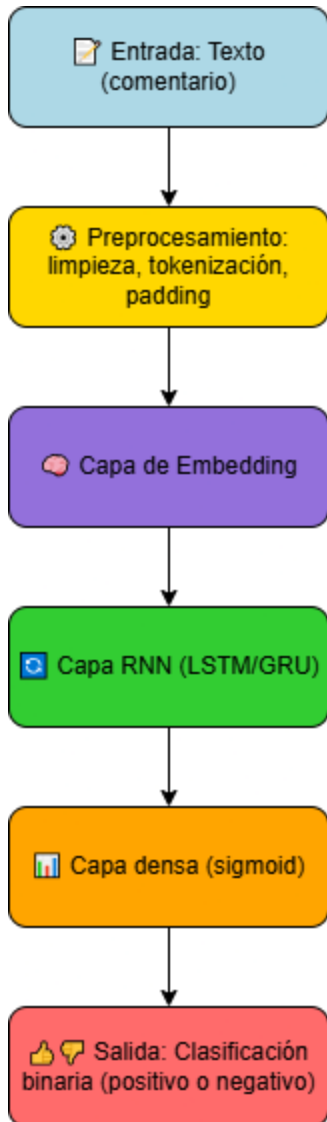 📝 Entrada: Texto
(comentario)
⚙️ Preprocesamiento:
limpieza, tokenización,
padding
🧠 Capa de Embedding
🔄 Capa RNN (LSTM/GRU)
📊 Capa densa (sigmoid)
👍👎 Salida: Clasificación
binaria (positivo o negativo)